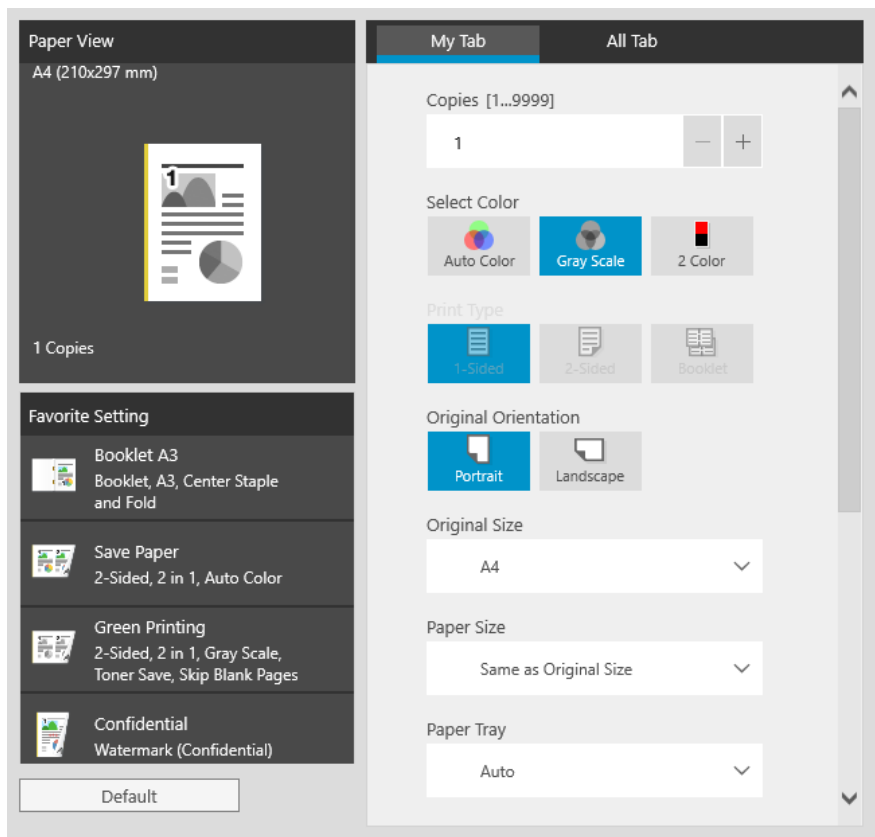 Paper View
A4 (210x297 mm)
1
1 Copies
Favorite Setting
Booklet A3
Booklet, A3, Center Staple
and Fold
Save Paper
2-Sided, 2 in 1, Auto Color
Green Printing
2-Sided, 2 in 1, Gray Scale,
Toner Save, Skip Blank Pages
Confidential
Watermark (Confidential)
Default
My Tab All Tab
Copies [1...9999]
1
Select Color
Auto Color Gray Scale 2 Color
Print Type
1-Sided 2-Sided Booklet
Original Orientation
Portrait Landscape
Original Size
A4
Paper Size
Same as Original Size
Paper Tray
Auto